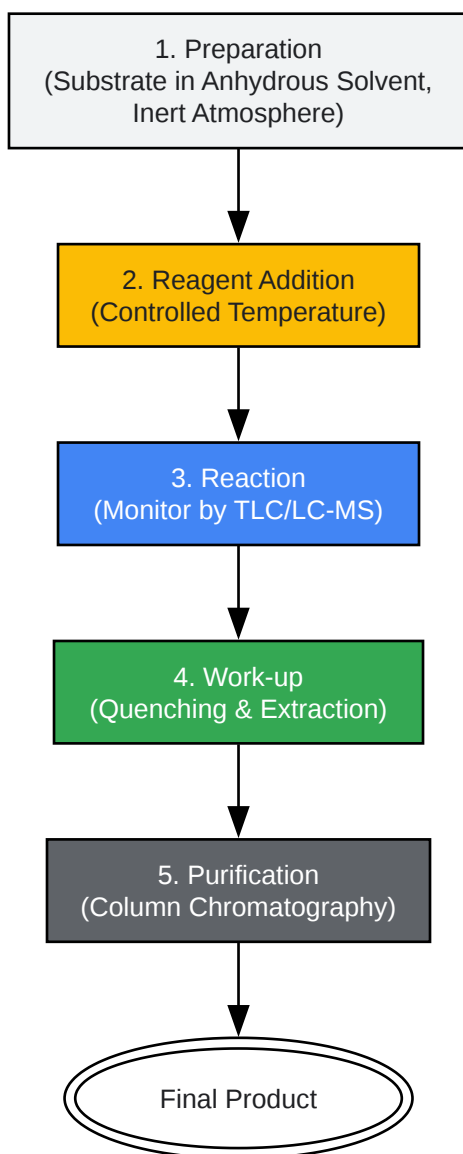 1. Preparation
(Substrate in Anhydrous Solvent,
Inert Atmosphere)
2. Reagent Addition
(Controlled Temperature)
3. Reaction
(Monitor by TLC/LC-MS)
4. Work-up
(Quenching & Extraction)
5. Purification
(Column Chromatography)
Final Product